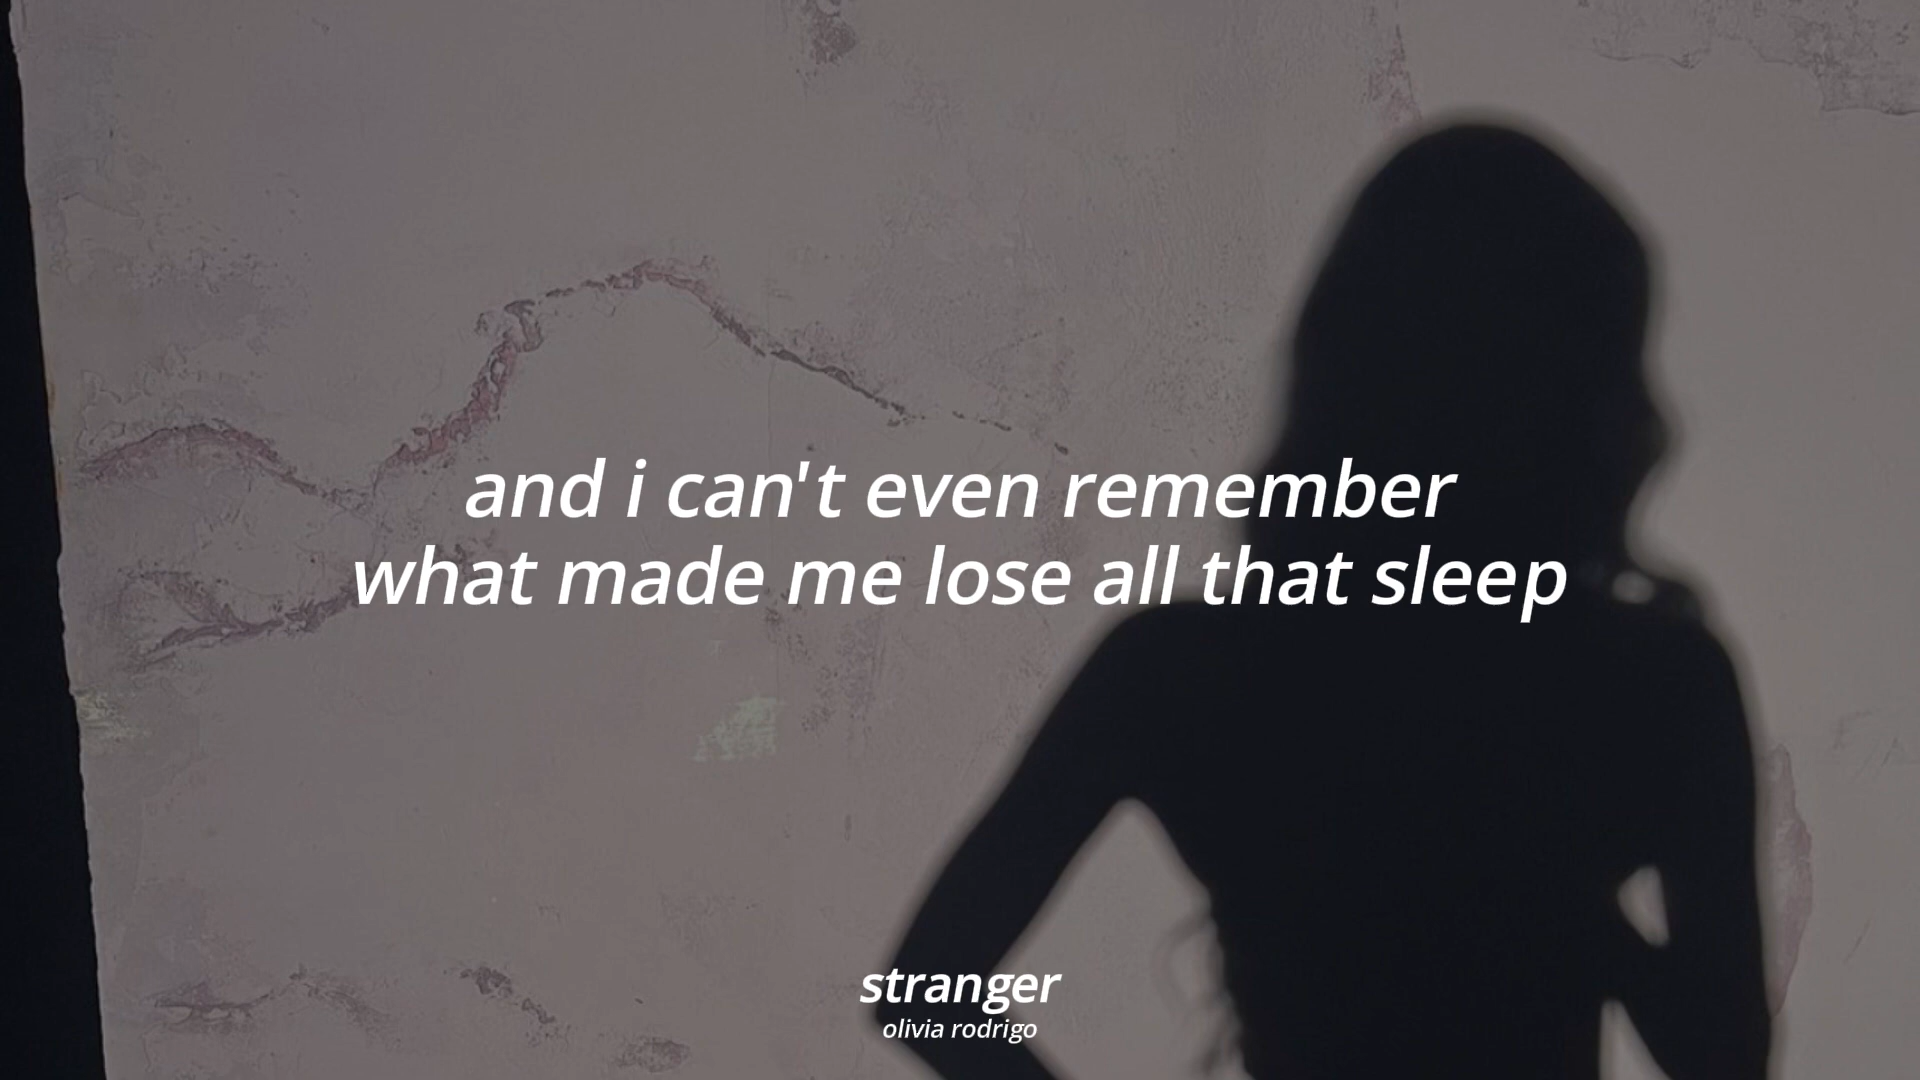 and i can't even remember
what made me lose all that sleep
stranger
olivia rodrigo